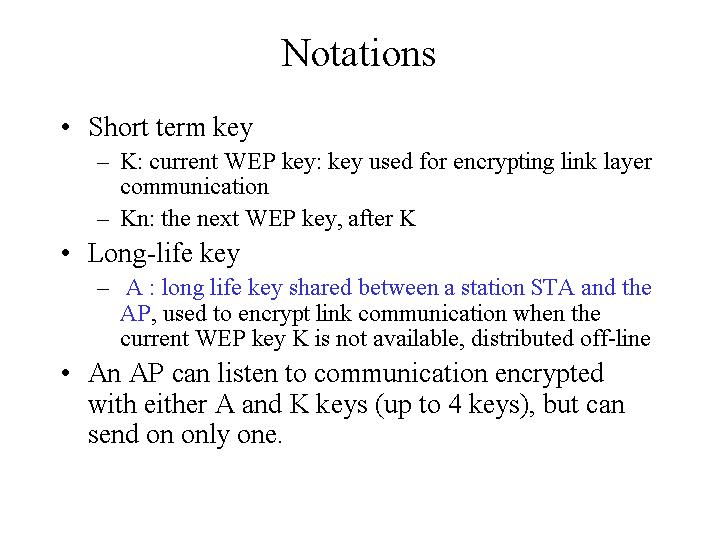 Notations
• Short term key
– K: current WEP key: key used for encrypting link layer
communication
– Kn: the next WEP key, after K
• Long-life key
– A : long life key shared between a station STA and the
AP, used to encrypt link communication when the
current WEP key K is not available, distributed off-line
• An AP can listen to communication encrypted
with either A and K keys (up to 4 keys), but can
send on only one.